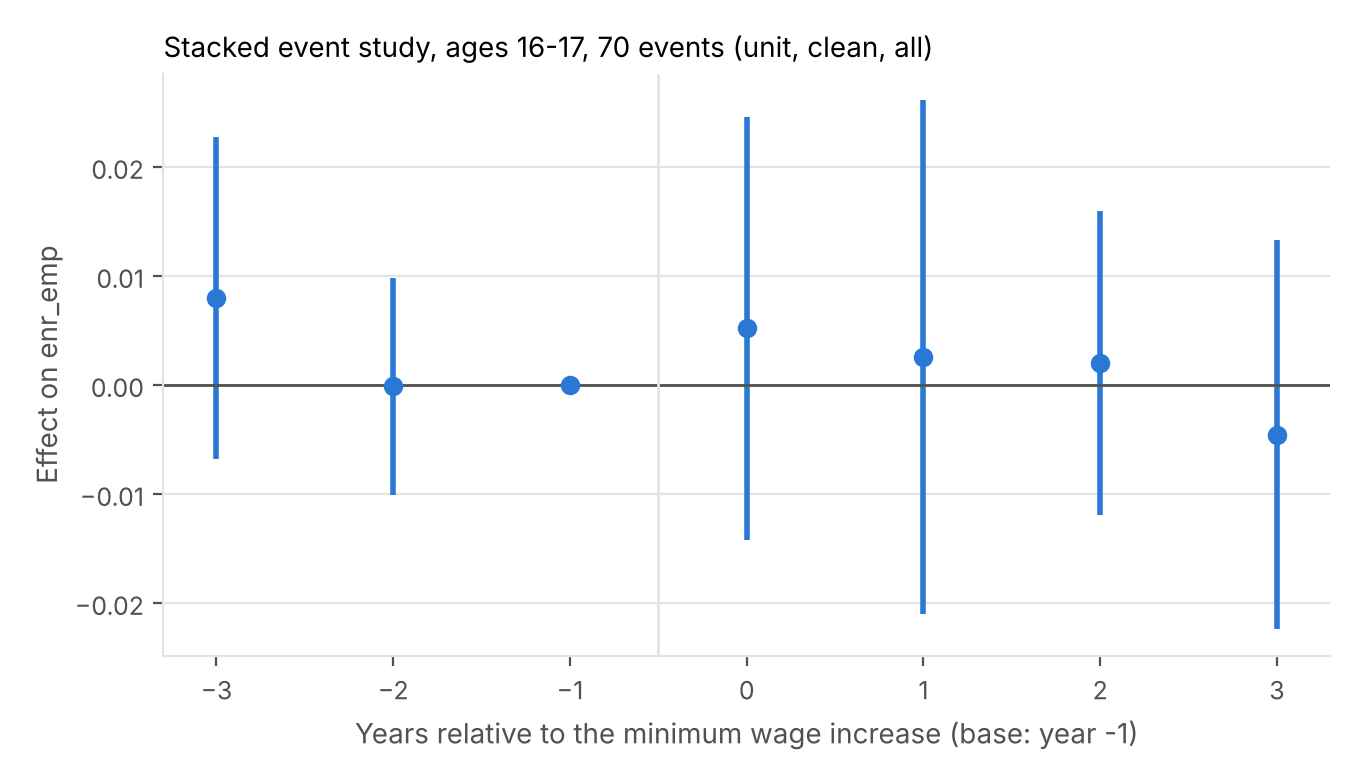 Stacked event study, ages 16-17, 70 events (unit, clean, all)
0.02
0.01
0.00
−0.01
−0.02
Effect on enr_emp
−3 −2 −1 0 1 2 3
Years relative to the minimum wage increase (base: year -1)